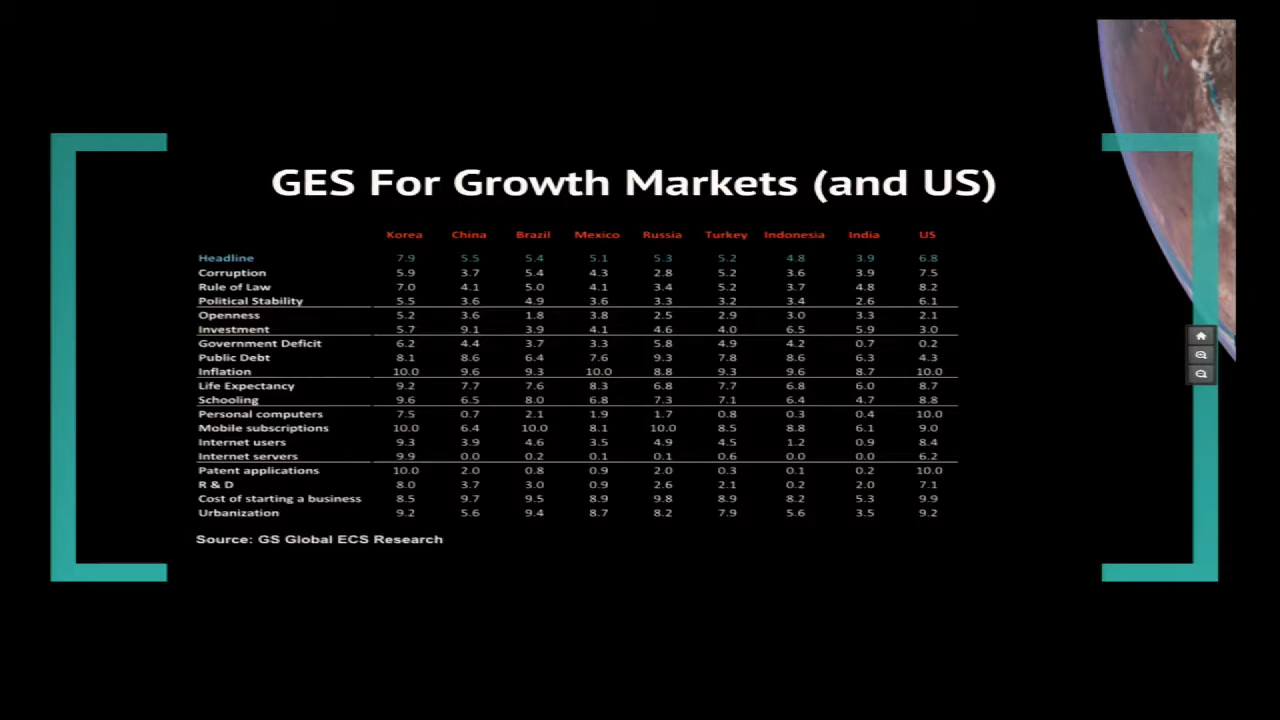 GES For Growth Markets (and US)
Korea China Brazil Mexico Russia Turkey Indonesia India US
Headline 7.9 5.5 5.4 5.1 5.3 5.2 4.8 3.9 6.8
Corruption 5.9 3.7 5.4 4.3 2.8 5.2 3.6 3.9 7.5
Rule of Law 7.0 4.1 5.0 4.1 3.4 5.2 3.7 4.8 8.2
Political Stability 5.5 3.6 4.9 3.6 3.3 3.2 3.4 2.6 6.1
Openness 5.2 3.6 1.8 3.8 2.5 2.9 3.0 3.3 2.1
Investment 5.7 9.1 3.9 4.1 4.6 4.0 6.5 5.9 3.0
Government Deficit 6.2 4.4 3.7 3.3 5.8 4.9 4.2 0.7 0.2
Public Debt 8.1 8.6 6.4 7.6 9.3 7.8 8.6 6.3 4.3
Inflation 10.0 9.6 9.3 10.0 8.8 9.3 9.6 8.7 10.0
Life Expectancy 9.2 7.7 7.6 8.3 6.8 7.7 6.8 6.0 8.7
Schooling 9.6 6.5 8.0 6.8 7.3 7.1 6.4 4.7 8.8
Personal computers 7.5 0.7 2.1 1.9 1.7 0.8 0.3 0.4 10.0
Mobile subscriptions 10.0 6.4 10.0 8.1 10.0 8.5 8.8 6.1 9.0
Internet users 9.3 3.9 4.6 3.5 4.9 4.5 1.2 0.9 8.4
Internet servers 9.9 0.0 0.2 0.1 0.1 0.6 0.0 0.0 6.2
Patent applications 10.0 2.0 0.8 0.9 2.0 0.3 0.1 0.2 10.0
R & D 8.0 3.7 3.0 0.9 2.6 2.1 0.2 2.0 7.1
Cost of starting a business 8.5 9.7 9.5 8.9 9.8 8.9 8.2 5.3 9.9
Urbanization 9.2 5.6 9.4 8.7 8.2 7.9 5.6 3.5 9.2
Source: GS Global ECS Research